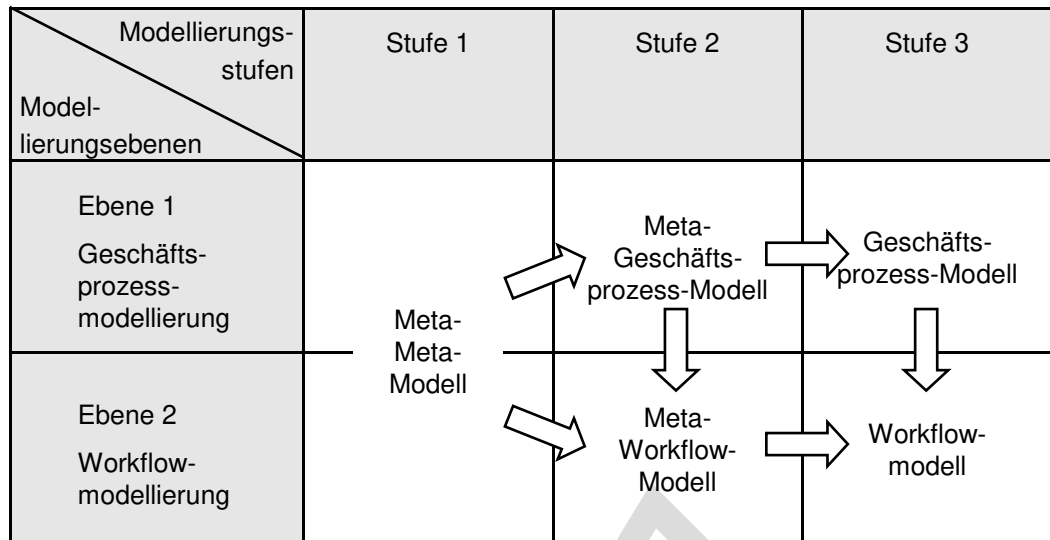 Modellierungs-
stufen
Model-
lierungsebenen
Stufe 1
Stufe 2
Stufe 3
Ebene 1
Geschäfts-
prozess-
modellierung
Meta-
Meta-
Modell
Meta-
Geschäfts-
prozess-Modell
Geschäfts-
prozess-Modell
Ebene 2
Workflow-
modellierung
Meta-
Workflow-
Modell
Workflow-
modell